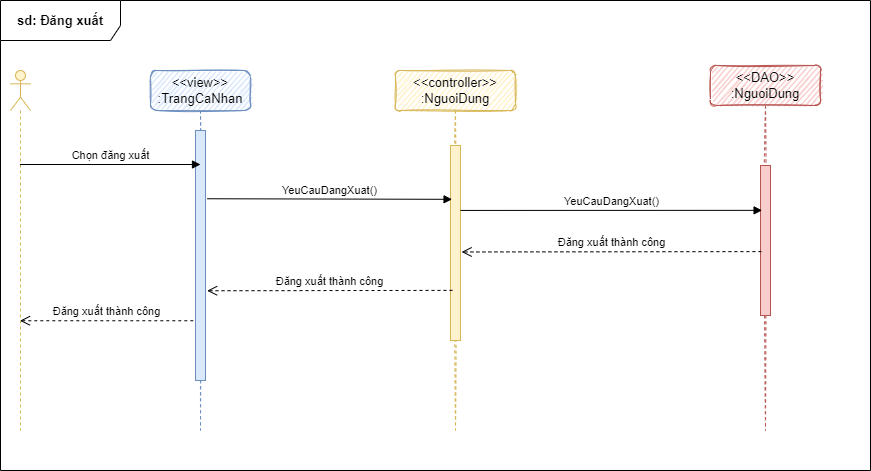 sd: Đăng xuất
<<view>>
:TrangCaNhan
<<controller>>
:NguoiDung
<<DAO>>
:NguoiDung
Chọn đăng xuất
YeuCauDangXuat()
YeuCauDangXuat()
Đăng xuất thành công
Đăng xuất thành công
Đăng xuất thành công